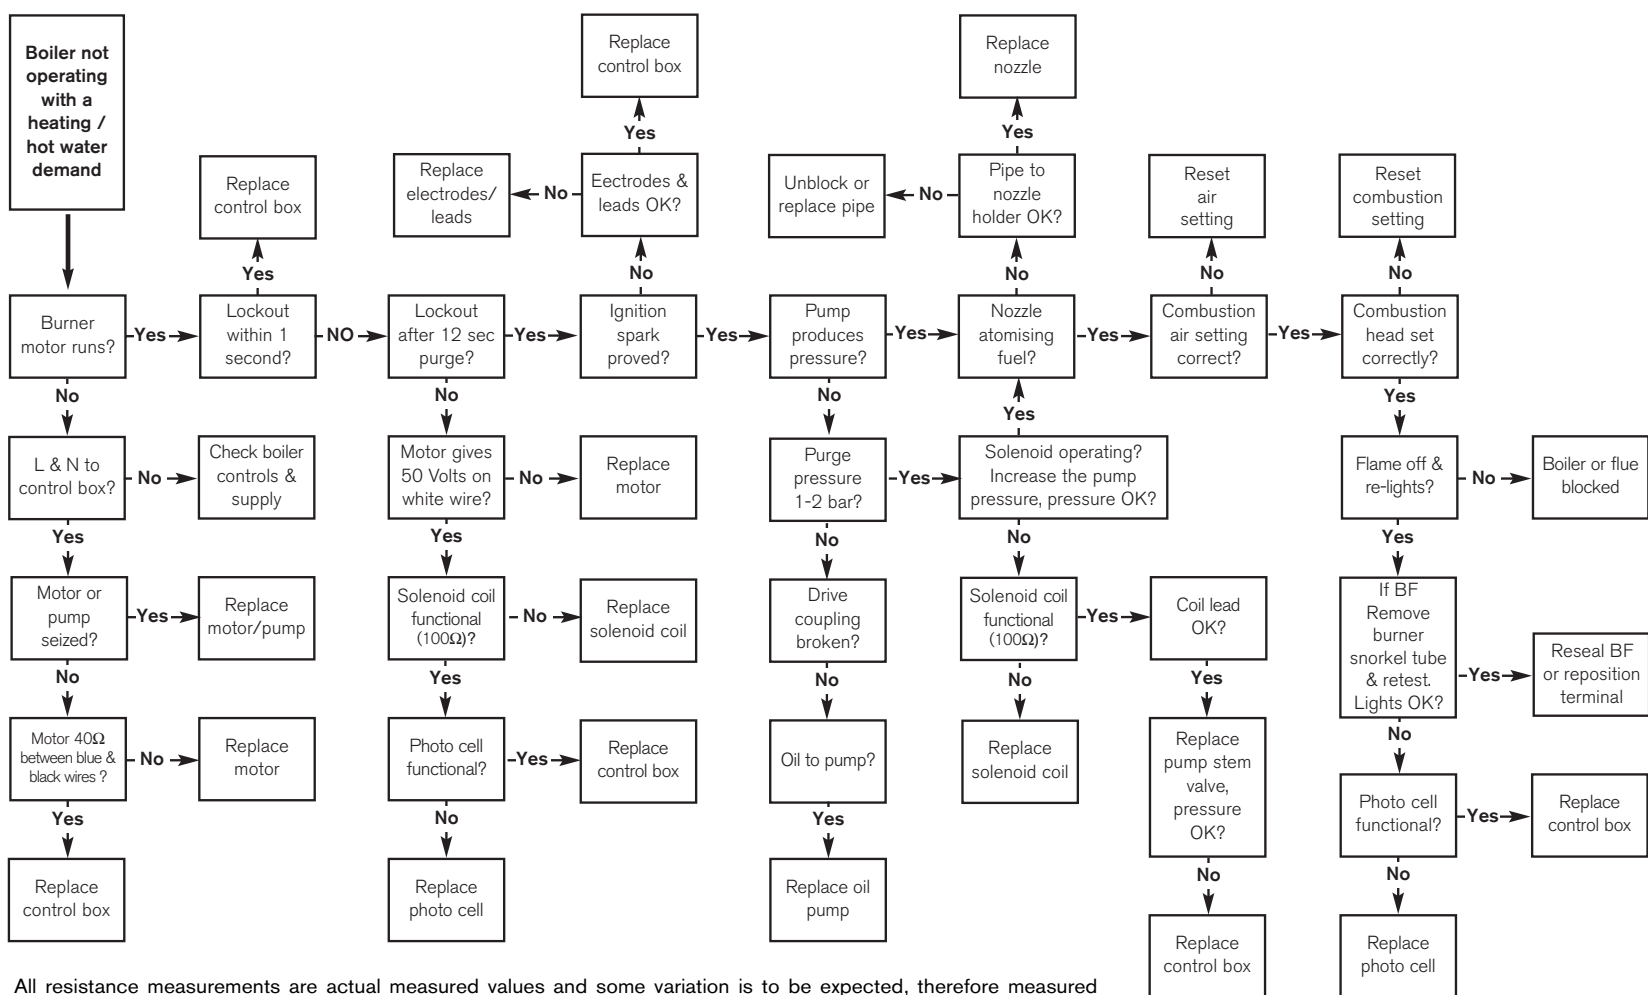 Boiler not
operating
with a
heating /
hot water
demand
Replace
control box
Replace
nozzle
Yes
Yes
Replace
control box
Replace
electrodes/
leads
No
Eectrodes &
leads OK?
Unblock or
replace pipe
No
Pipe to
nozzle
holder OK?
Reset
air
setting
Reset
combustion
setting
Yes
No
No
No
No
Burner
motor runs?
Yes
Lockout
within 1
second?
NO
Lockout
after 12 sec
purge?
Yes
Ignition
spark
proved?
Yes
Pump
produces
pressure?
Yes
Nozzle
atomising
fuel?
Yes
Combustion
air setting
correct?
Yes
Combustion
head set
correctly?
No
No
No
Yes
Yes
L & N to
control box?
No
Check boiler
controls &
supply
Motor gives
50 Volts on
white wire?
No
Replace
motor
Purge
pressure
1-2 bar?
Yes
Solenoid operating?
Increase the pump
pressure, pressure OK?
Flame off &
re-lights?
No
Boiler or flue
blocked
Yes
Yes
No
No
Yes
Motor or
pump
seized?
Yes
Replace
motor/pump
Solenoid coil
functional
(100Ω)?
No
Replace
solenoid coil
Drive
coupling
broken?
Solenoid coil
functional
(100Ω)?
Yes
Coil lead
OK?
If BF
Remove
burner
snorkel tube
& retest.
Lights OK?
Yes
Reseal BF
or reposition
terminal
No
Yes
No
No
Yes
No
Motor 40Ω
between blue &
black wires ?
No
Replace
motor
Photo cell
functional?
Yes
Replace
control box
Oil to pump?
Replace
solenoid coil
Replace
pump stem
valve,
pressure
OK?
Photo cell
functional?
Yes
Replace
control box
Yes
No
Yes
No
No
Replace
control box
Replace
photo cell
Replace oil
pump
Replace
control box
Replace
photo cell
All resistance measurements are actual measured values and some variation is to be expected, therefore measured